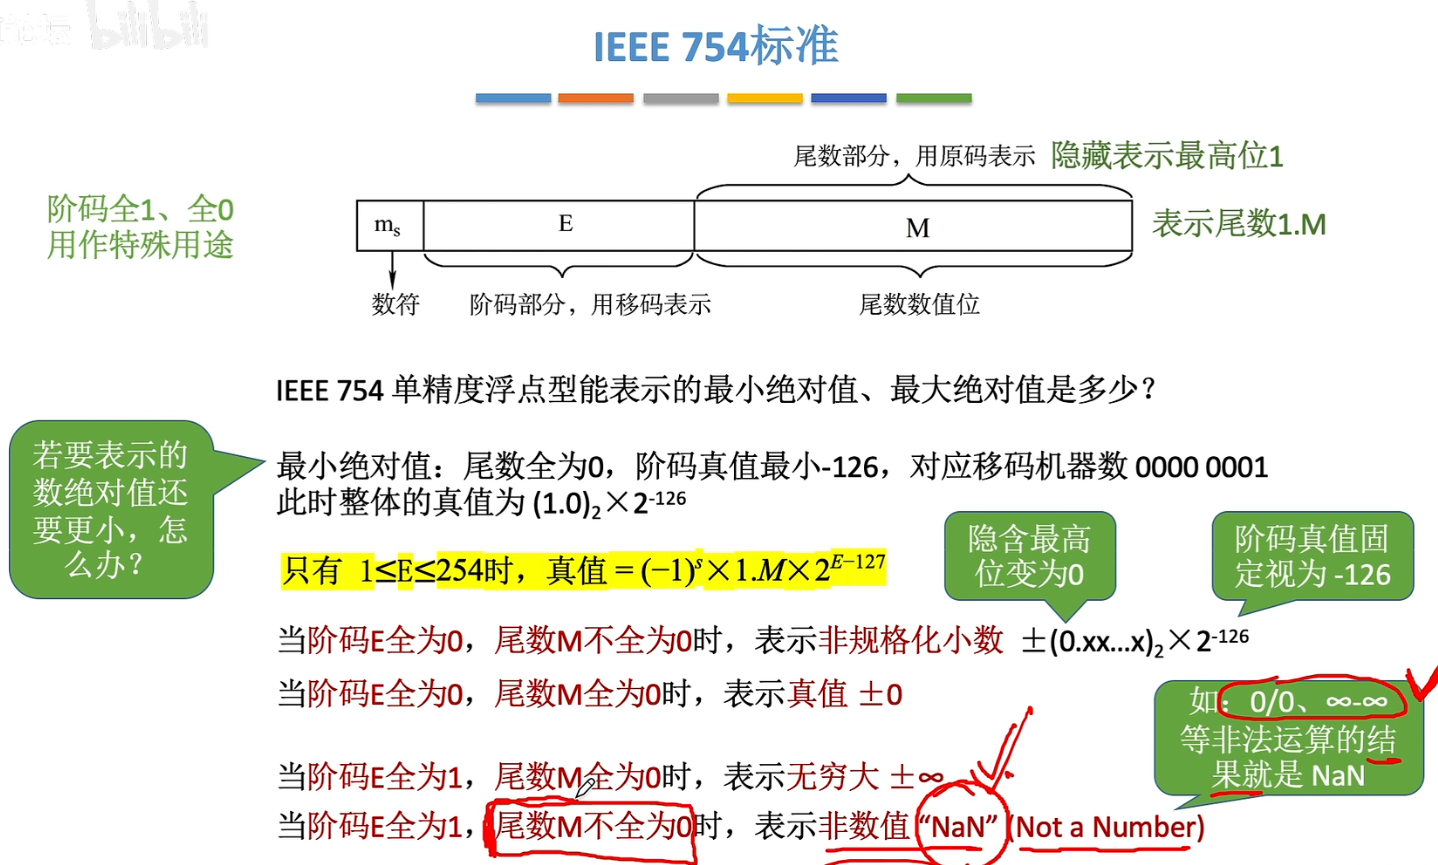 bilibili
IEEE 754标准
尾数部分，用原码表示 隐藏表示最高位1
阶码全1、全0
用作特殊用途
mₛ E M
表示尾数1.M
数符 阶码部分，用移码表示 尾数数值位
IEEE 754 单精度浮点型能表示的最小绝对值、最大绝对值是多少？
若要表示的
数绝对值还
要更小，怎
么办？
最小绝对值：尾数全为0，阶码真值最小-126，对应移码机器数 0000 0001
此时整体的真值为 (1.0)₂×2⁻¹²⁶
只有 1≤E≤254时，真值 = (−1)ˢ×1.M×2ᴱ⁻¹²⁷
隐含最高
位变为0
阶码真值固
定视为 -126
当阶码E全为0，尾数M不全为0时，表示非规格化小数 ±(0.xx...x)₂×2⁻¹²⁶
当阶码E全为0，尾数M全为0时，表示真值 ±0
如：0/0、∞-∞
等非法运算的结
果就是 NaN
当阶码E全为1，尾数M全为0时，表示无穷大 ±∞
当阶码E全为1，尾数M不全为0时，表示非数值 “NaN” (Not a Number)